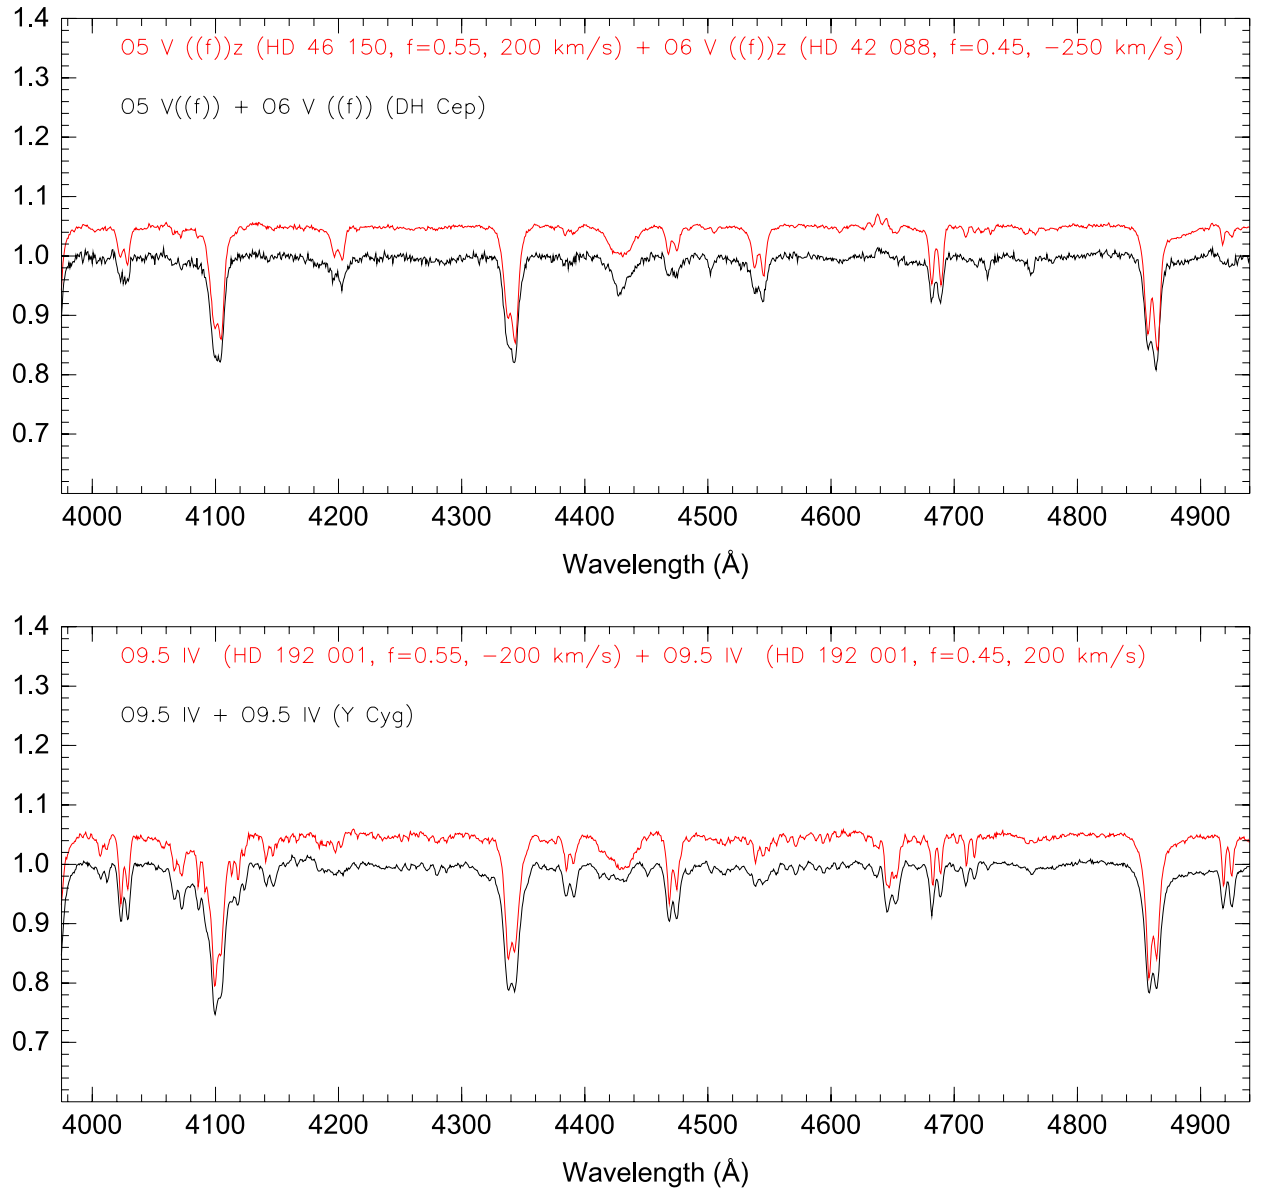 1.4
O5 V ((f))z (HD 46 150, f=0.55, 200 km/s) + O6 V ((f))z (HD 42 088, f=0.45, −250 km/s)
1.3
O5 V((f)) + O6 V ((f)) (DH Cep)
1.2
1.1
1.0
0.9
0.8
0.7
4000 4100 4200 4300 4400 4500 4600 4700 4800 4900
Wavelength (Å)
1.4
O9.5 IV (HD 192 001, f=0.55, −200 km/s) + O9.5 IV (HD 192 001, f=0.45, 200 km/s)
1.3
O9.5 IV + O9.5 IV (Y Cyg)
1.2
1.1
1.0
0.9
0.8
0.7
4000 4100 4200 4300 4400 4500 4600 4700 4800 4900
Wavelength (Å)